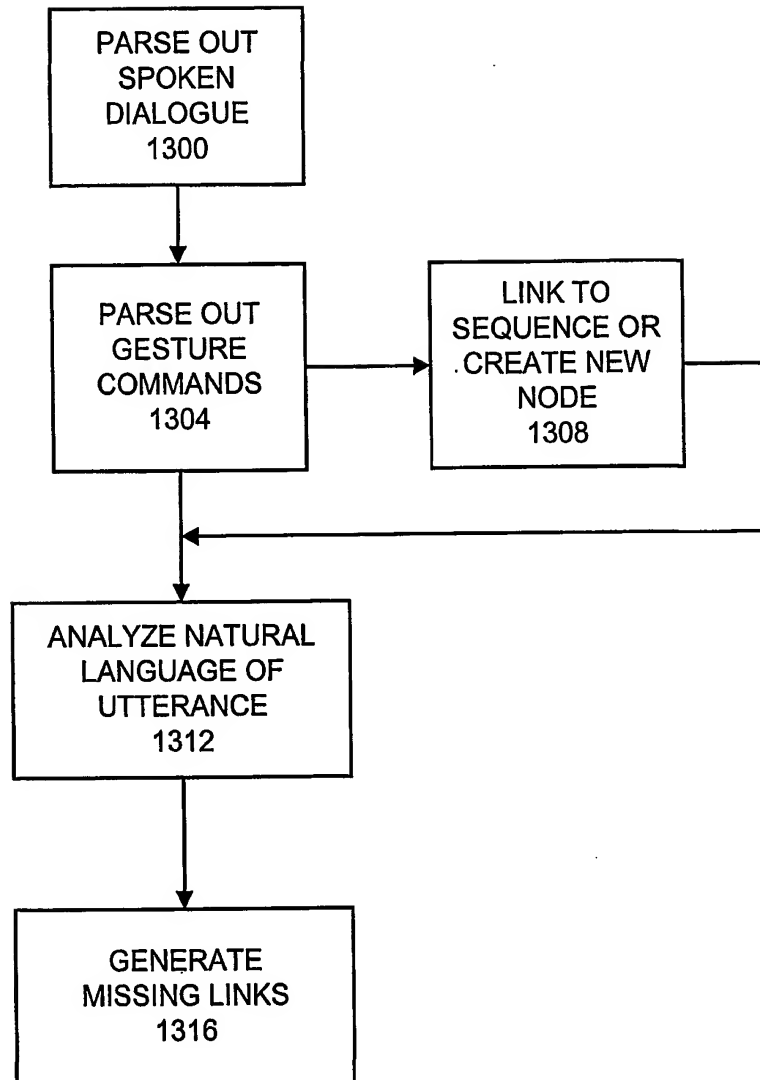 PARSE OUT
SPOKEN
DIALOGUE
1300
PARSE OUT
GESTURE
COMMANDS
1304
LINK TO
SEQUENCE OR
CREATE NEW
NODE
1308
ANALYZE NATURAL
LANGUAGE OF
UTTERANCE
1312
GENERATE
MISSING LINKS
1316